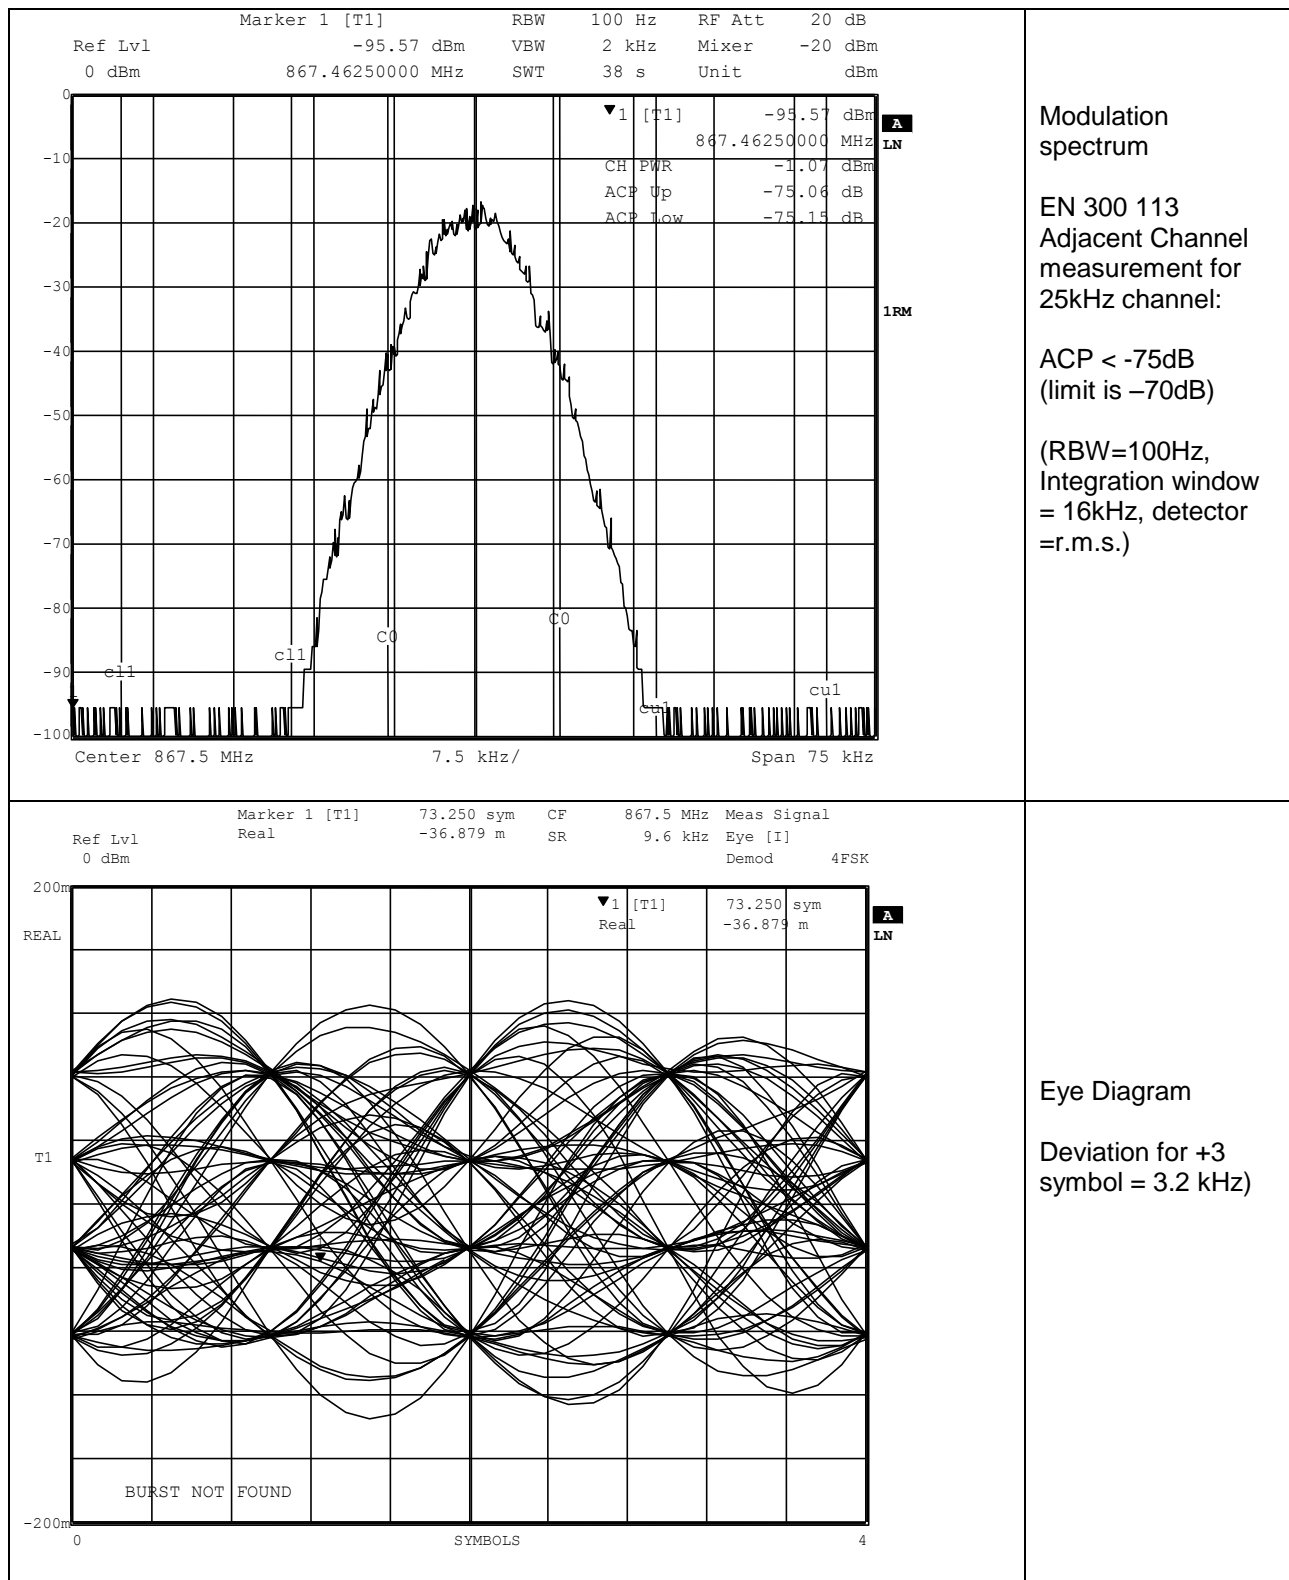 Marker 1 [T1] RBW 100 Hz RF Att 20 dB
Ref Lvl -95.57 dBm VBW 2 kHz Mixer -20 dBm
0 dBm 867.46250000 MHz SWT 38 s Unit dBm
0
1 [T1] -95.57 dBm
A
867.46250000 MHz
LN
-10
CH PWR -1.07 dBm
ACP Up -75.06 dB
-20
ACP Low -75.15 dB
-30
1RM
-40
-50
-60
-70
-80
C0
C0
cl1
-90
cl1
cu1
cu1
-100
Center 867.5 MHz 7.5 kHz/ Span 75 kHz
Modulation
spectrum
EN 300 113
Adjacent Channel
measurement for
25kHz channel:
ACP < -75dB
(limit is –70dB)
(RBW=100Hz,
Integration window
= 16kHz, detector
=r.m.s.)
Marker 1 [T1] 73.250 sym CF 867.5 MHz Meas Signal
Ref Lvl Real -36.879 m SR 9.6 kHz Eye [I]
0 dBm Demod 4FSK
200m
1 [T1] 73.250 sym
A
Real -36.879 m
REAL
LN
T1
BURST NOT FOUND
-200m
0 SYMBOLS 4
Eye Diagram
Deviation for +3
symbol = 3.2 kHz)